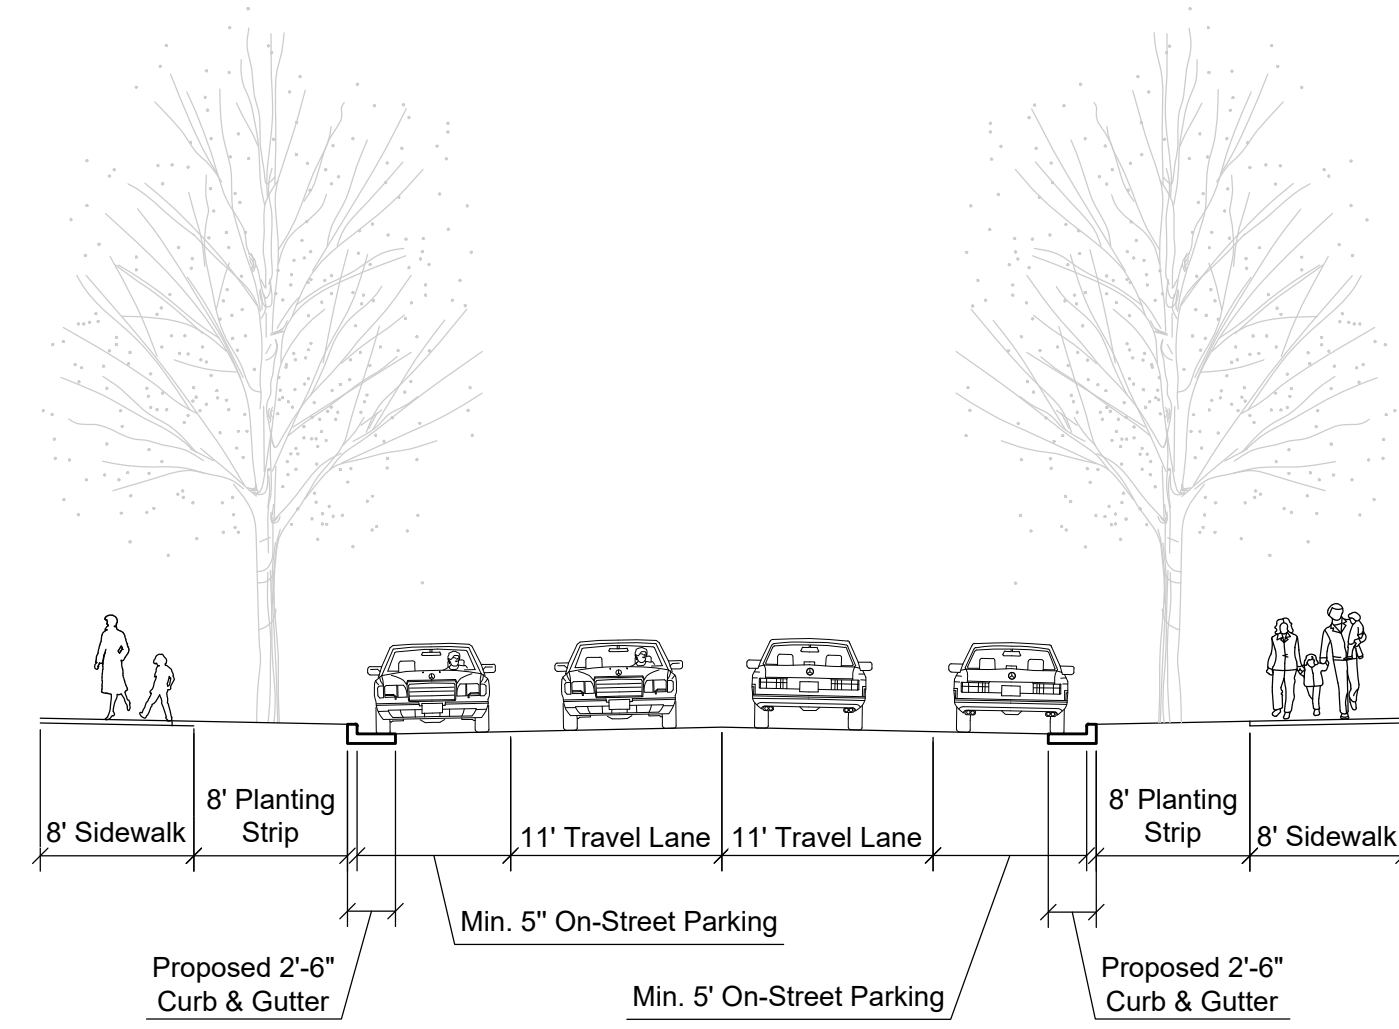 8' Sidewalk
8' Planting
Strip
11' Travel Lane
11' Travel Lane
8' Planting
Strip
8' Sidewalk
Min. 5" On-Street Parking
Proposed 2'-6"
Curb & Gutter
Min. 5' On-Street Parking
Proposed 2'-6"
Curb & Gutter